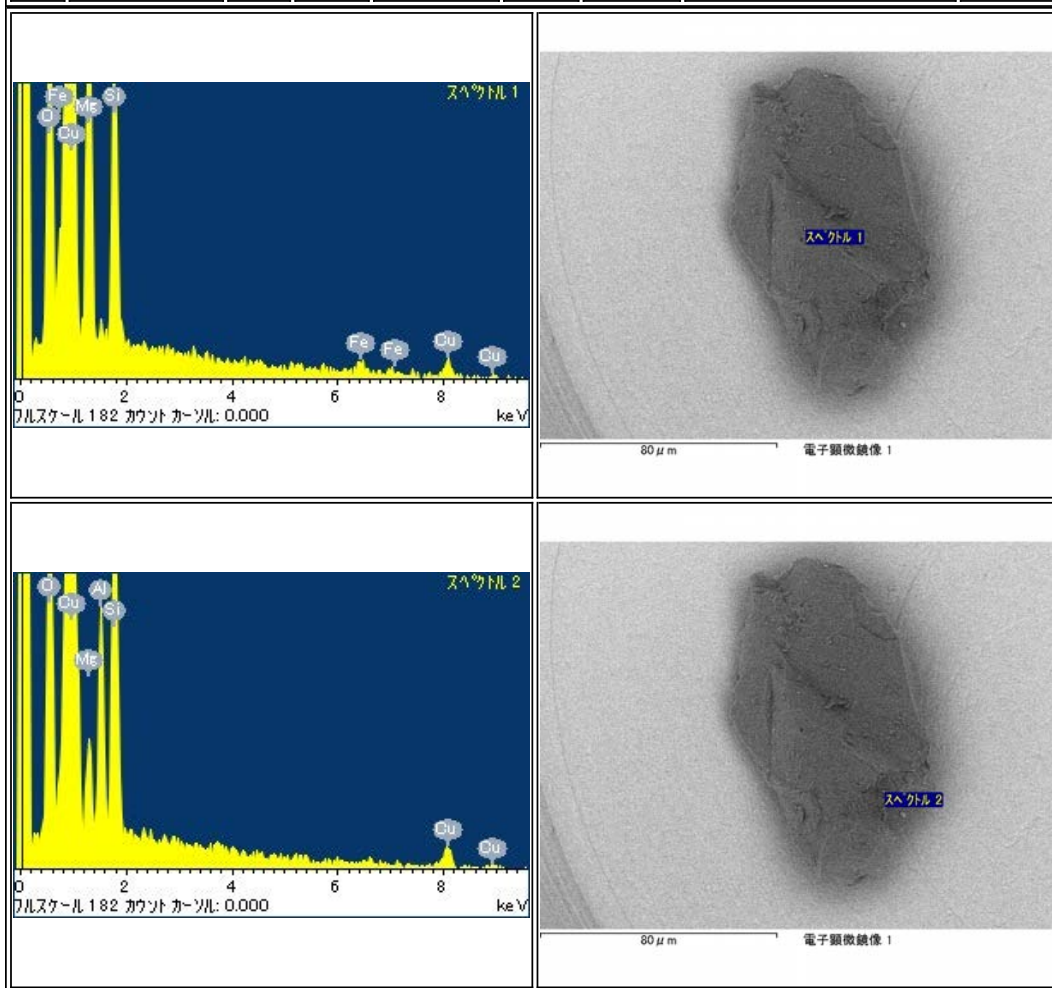 スペクトル 1
Fe
Mg
Si
O
Cu
Fe
Fe
Cu
Cu
0 2 4 6 8
フルスケール 182 カウント カーソル: 0.000 keV
スペクトル 1
80μm 電子顕微鏡像 1
スペクトル 2
O
Cu
Al
Si
Mg
Cu
Cu
0 2 4 6 8
フルスケール 182 カウント カーソル: 0.000 keV
スペクトル 2
80μm 電子顕微鏡像 1